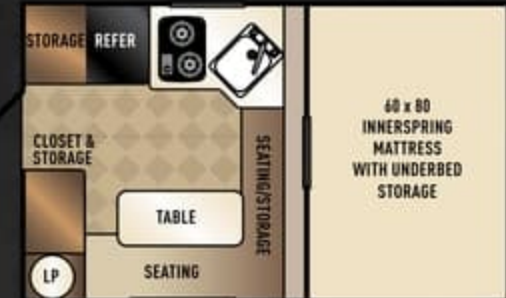 STORAGE
REFER
60 x 80
INNERSPRING
MATTRESS
WITH UNDERBED
STORAGE
CLOSET &
STORAGE
SEATING/STORAGE
TABLE
LP
SEATING